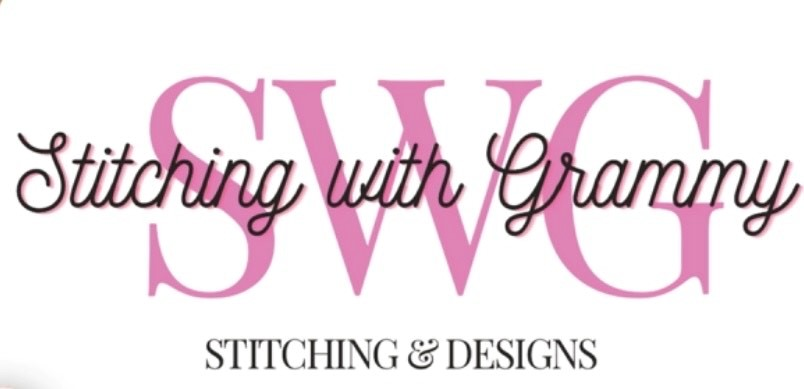 SWG
Stitching with Grammy
STITCHING & DESIGNS